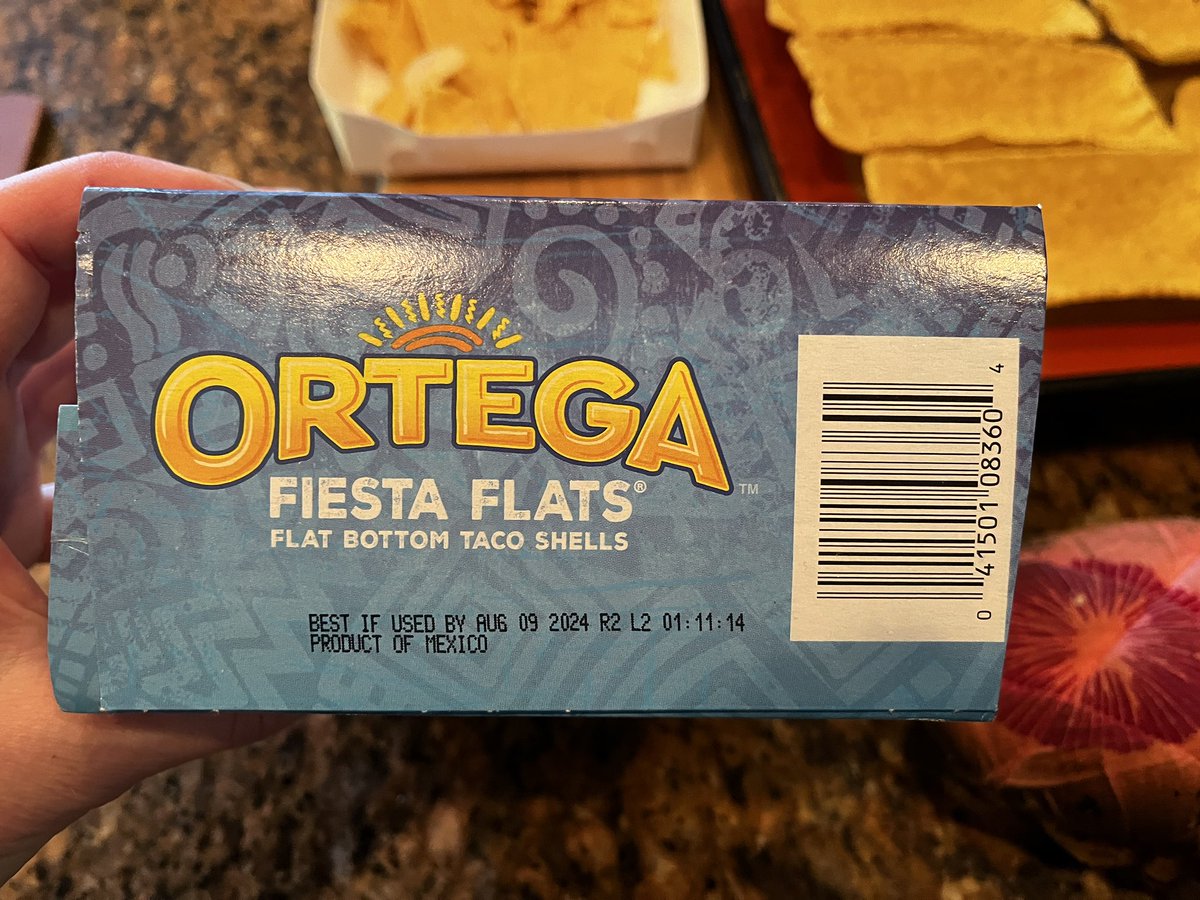 ORTEGA™
FIESTA FLATS®
FLAT BOTTOM TACO SHELLS
BEST IF USED BY AUG 09 2024 R2 L2 01:11:14
PRODUCT OF MEXICO
0 41501 08360 4